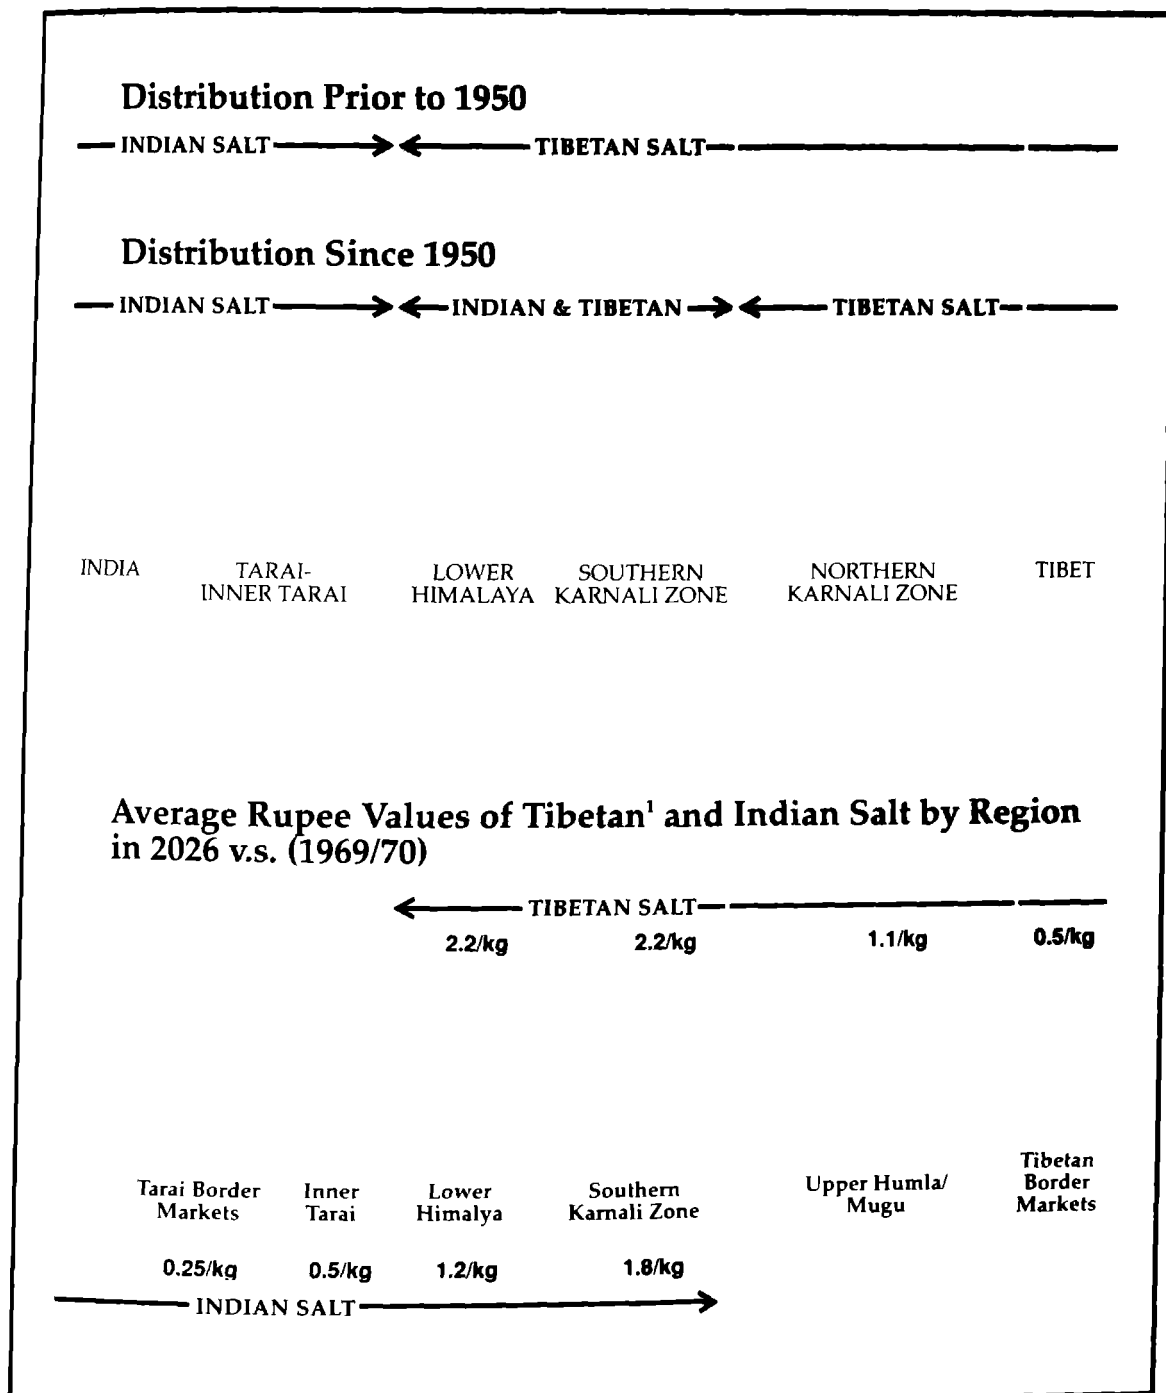 Distribution Prior to 1950
INDIAN SALT TIBETAN SALT
Distribution Since 1950
INDIAN SALT INDIAN & TIBETAN TIBETAN SALT
INDIA
TARAI-
INNER TARAI
LOWER
HIMALAYA
SOUTHERN
KARNALI ZONE
NORTHERN
KARNALI ZONE
TIBET
Average Rupee Values of Tibetan¹ and Indian Salt by Region
in 2026 v.s. (1969/70)
TIBETAN SALT
2.2/kg 2.2/kg 1.1/kg 0.5/kg
Tarai Border
Markets
Inner
Tarai
Lower
Himalya
Southern
Karnali Zone
Upper Humla/
Mugu
Tibetan
Border
Markets
0.25/kg 0.5/kg 1.2/kg 1.8/kg
INDIAN SALT